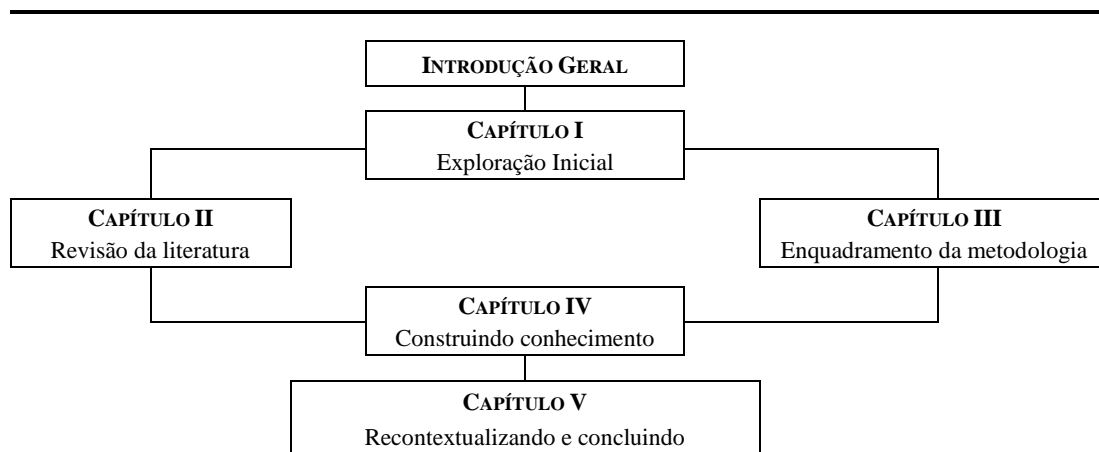 INTRODUÇÃO GERAL
CAPÍTULO I
Exploração Inicial
CAPÍTULO II
Revisão da literatura
CAPÍTULO III
Enquadramento da metodologia
CAPÍTULO IV
Construindo conhecimento
CAPÍTULO V
Recontextualizando e concluindo